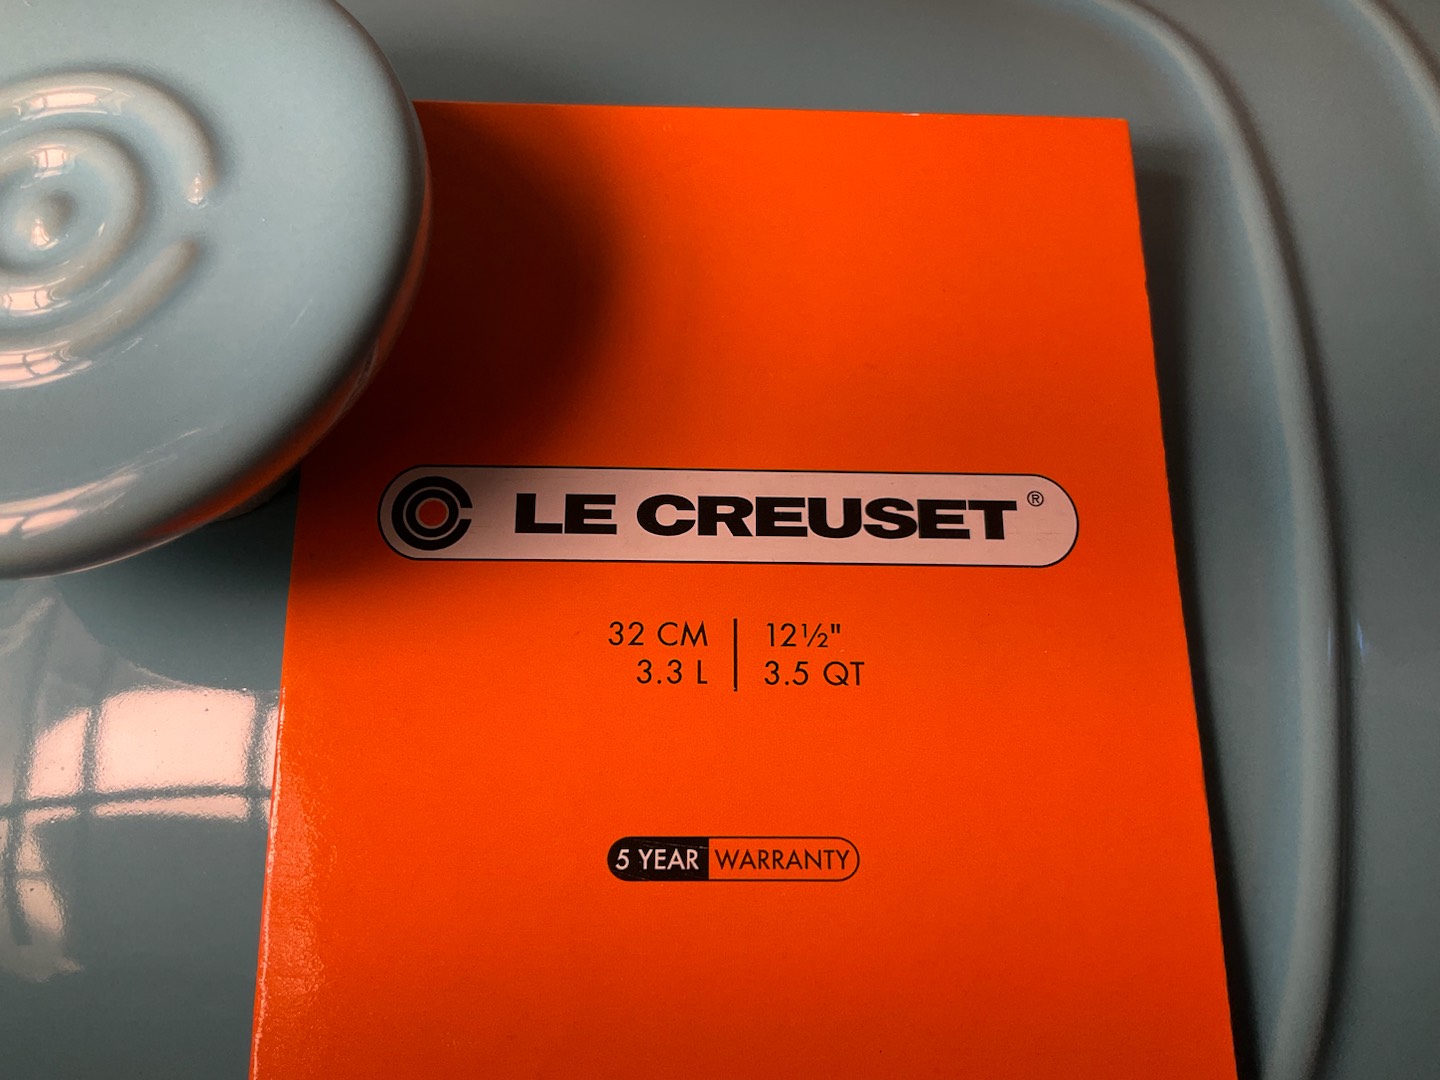 LE CREUSET®
32 CM | 12½"
3.3 L | 3.5 QT
5 YEAR WARRANTY